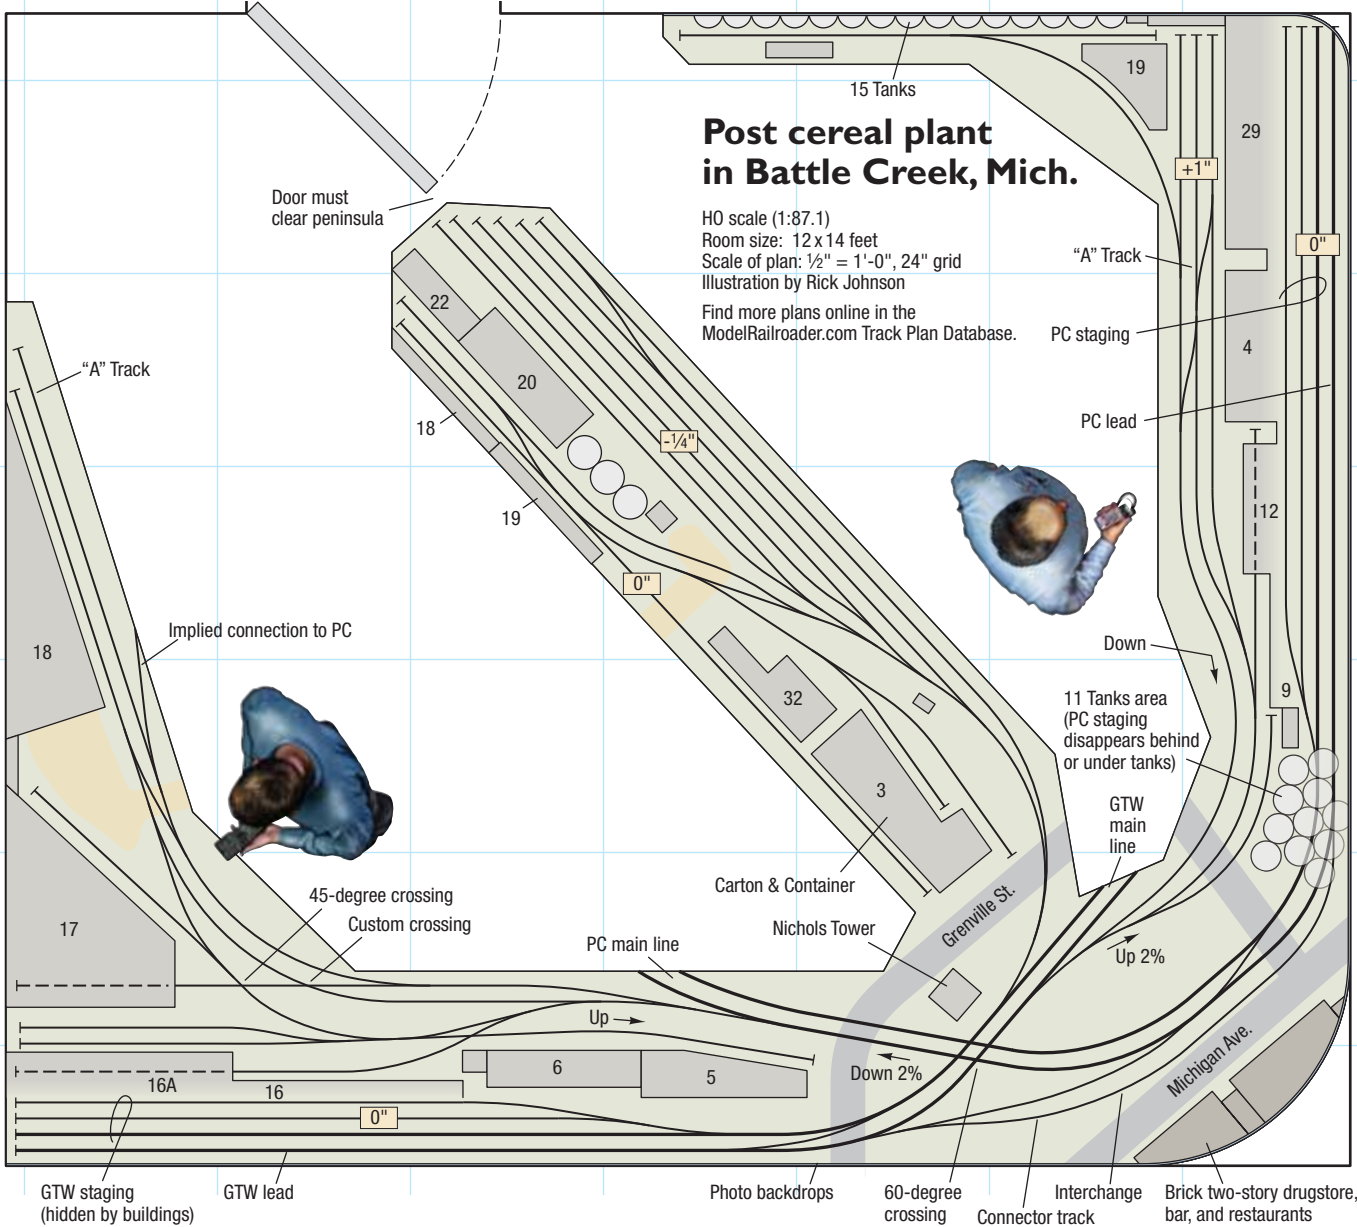 15 Tanks
19
29
Post cereal plant
in Battle Creek, Mich.
+1"
HO scale (1:87.1)
Room size: 12 x 14 feet
Scale of plan: ½" = 1'-0", 24" grid
Illustration by Rick Johnson
Find more plans online in the
ModelRailroader.com Track Plan Database.
Door must
clear peninsula
"A" Track
0"
PC staging
4
PC lead
22
20
18
-¼"
19
"A" Track
12
0"
Implied connection to PC
18
Down
11 Tanks area
(PC staging
disappears behind
or under tanks)
9
32
3
GTW
main
line
Carton & Container
45-degree crossing
Custom crossing
Nichols Tower
Grenville St.
17
PC main line
Up 2%
Up
Down 2%
Michigan Ave.
6
5
16A
16
0"
GTW staging
(hidden by buildings)
GTW lead
Photo backdrops
60-degree
crossing
Connector track
Interchange
Brick two-story drugstore,
bar, and restaurants